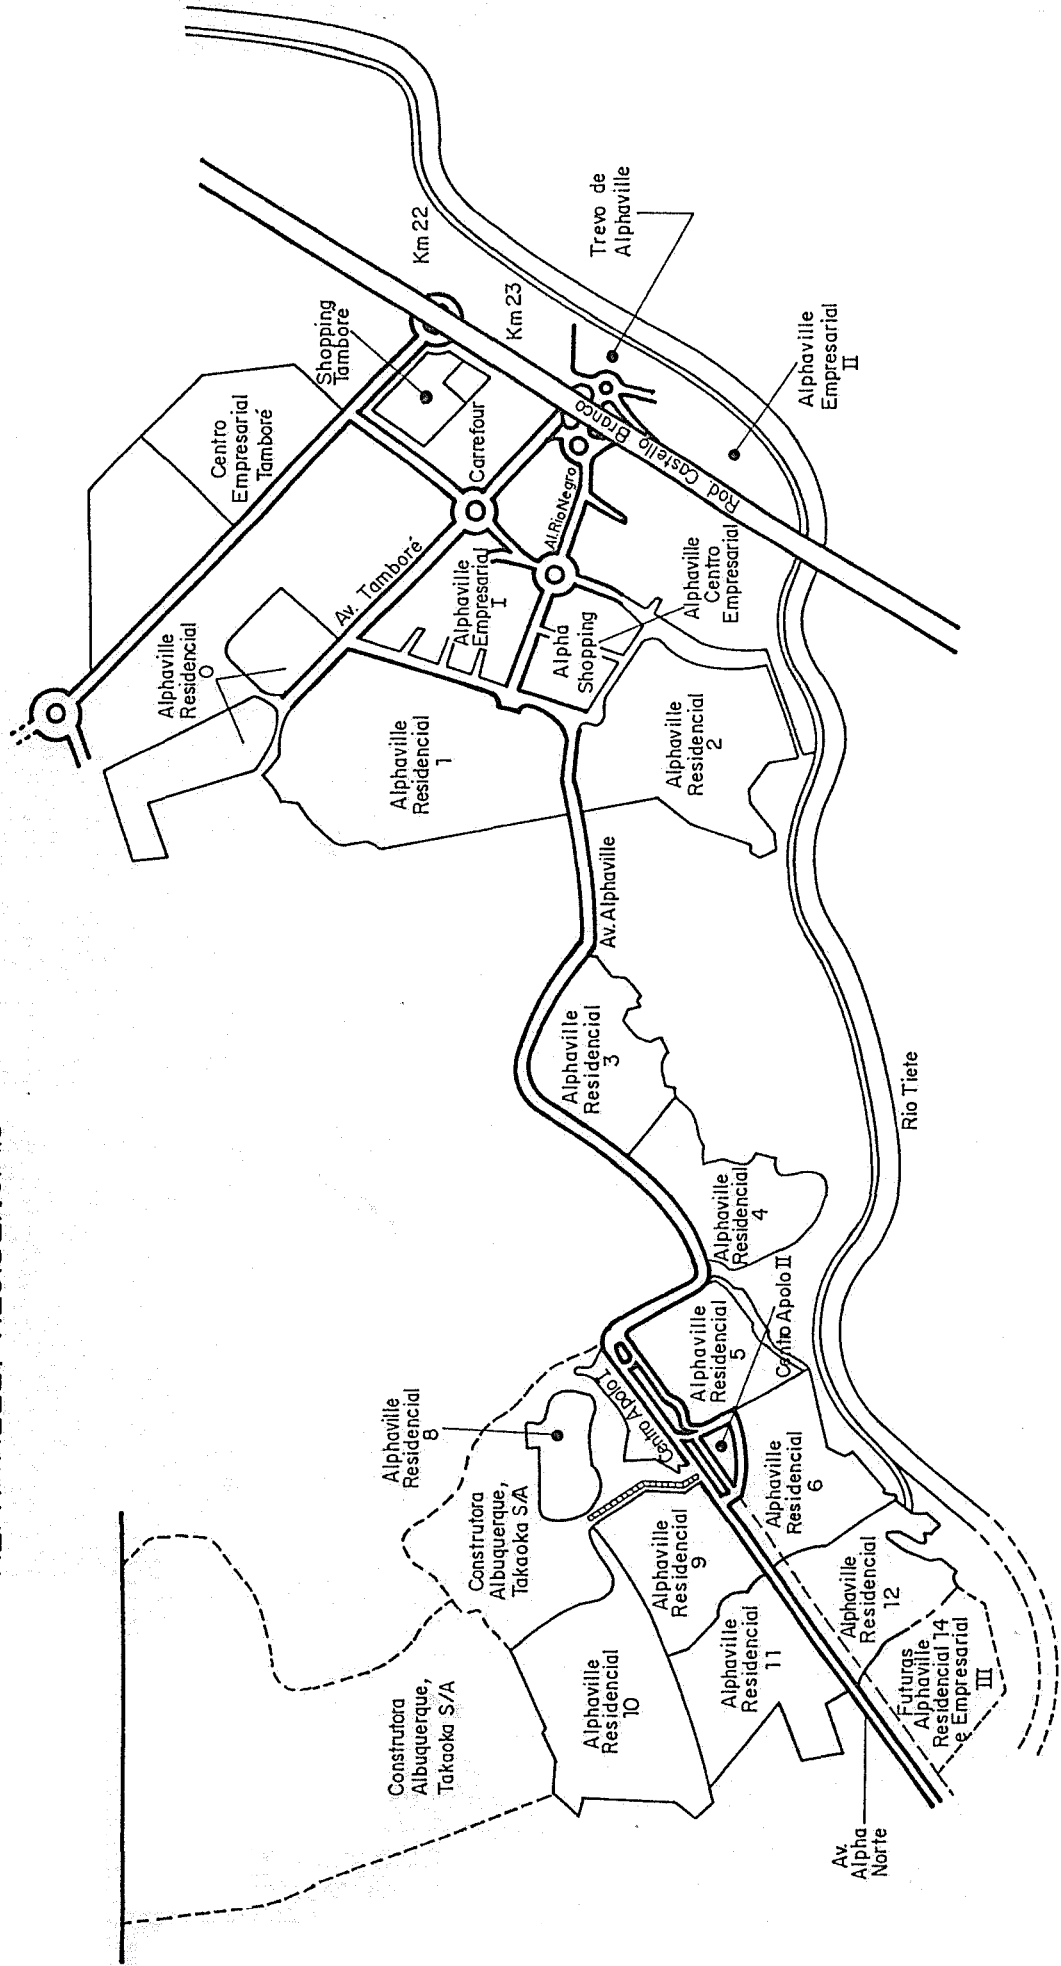 Construtora
Albuquerque,
Takaoka S/A
Alphaville
Residencial
10
Alphaville
Residencial
11
Av.
Alpha
Norte
Futuras
Alphaville
Residencial 14
e Empresarial
III
Alphaville
Residencial
12
Alphaville
Residencial
9
Construtora
Albuquerque,
Takaoka S/A
Alphaville
Residencial
8
Centro Apolo I
Alphaville
Residencial
6
Alphaville
Residencial
5
Centro Apolo II
Alphaville
Residencial
4
Alphaville
Residencial
3
Rio Tiete
Av. Alphaville
Alphaville
Residencial
1
Alphaville
Residencial
2
Alphaville
Residencial
0
Av. Tamboré
Alphaville
Empresarial
I
Alpha
Shopping
Alphaville
Centro
Empresarial
Al. Rio Negro
Carrefour
Centro
Empresarial
Tamboré
Shopping
Tambore
Rod. Castello Branco
Km 22
Km 23
Trevo de
Alphaville
Alphaville
Empresarial
II